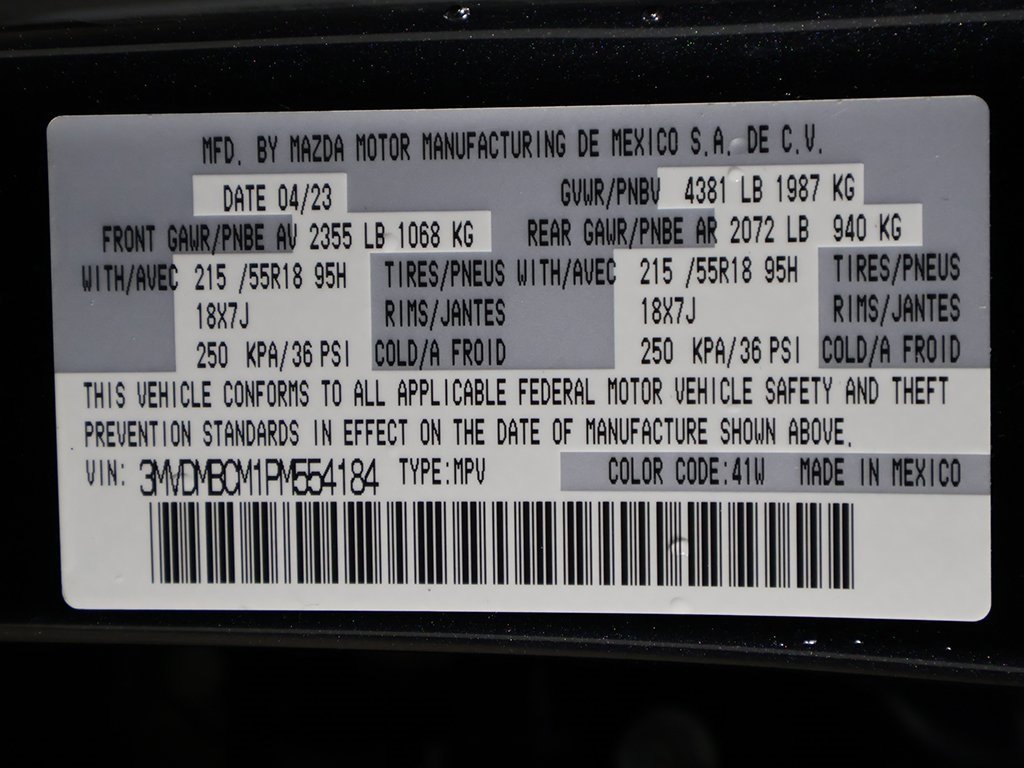 MFD. BY MAZDA MOTOR MANUFACTURING DE MEXICO S.A. DE C.V.
DATE 04/23 GVWR/PNBV 4381 LB 1987 KG
FRONT GAWR/PNBE AV 2355 LB 1068 KG REAR GAWR/PNBE AR 2072 LB 940 KG
WITH/AVEC 215 /55R18 95H TIRES/PNEUS WITH/AVEC 215 /55R18 95H TIRES/PNEUS
18X7J RIMS/JANTES 18X7J RIMS/JANTES
250 KPA/36 PSI COLD/A FROID 250 KPA/36 PSI COLD/A FROID
THIS VEHICLE CONFORMS TO ALL APPLICABLE FEDERAL MOTOR VEHICLE SAFETY AND THEFT
PREVENTION STANDARDS IN EFFECT ON THE DATE OF MANUFACTURE SHOWN ABOVE.
VIN: 3MVDMBCM1PM554184 TYPE:MPV COLOR CODE:41W MADE IN MEXICO